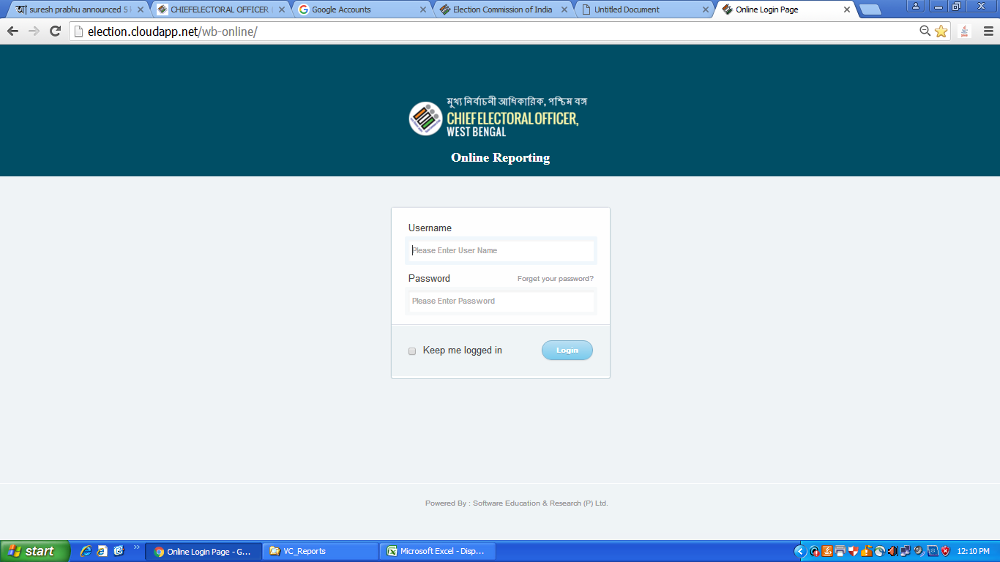 suresh prabhu announced 5
CHIEFELECTORAL OFFICER
Google Accounts
Election Commission of India
Untitled Document
Online Login Page
election.cloudapp.net/wb-online/
মুখ্য নির্বাচনী আধিকারিক, পশ্চিম বঙ্গ
CHIEF ELECTORAL OFFICER,
WEST BENGAL
Online Reporting
Username
Please Enter User Name
Password
Forget your password?
Please Enter Password
Keep me logged in
Login
Powered By : Software Education & Research (P) Ltd.
start
Online Login Page - G...
VC_Reports
Microsoft Excel - Disp...
12:10 PM